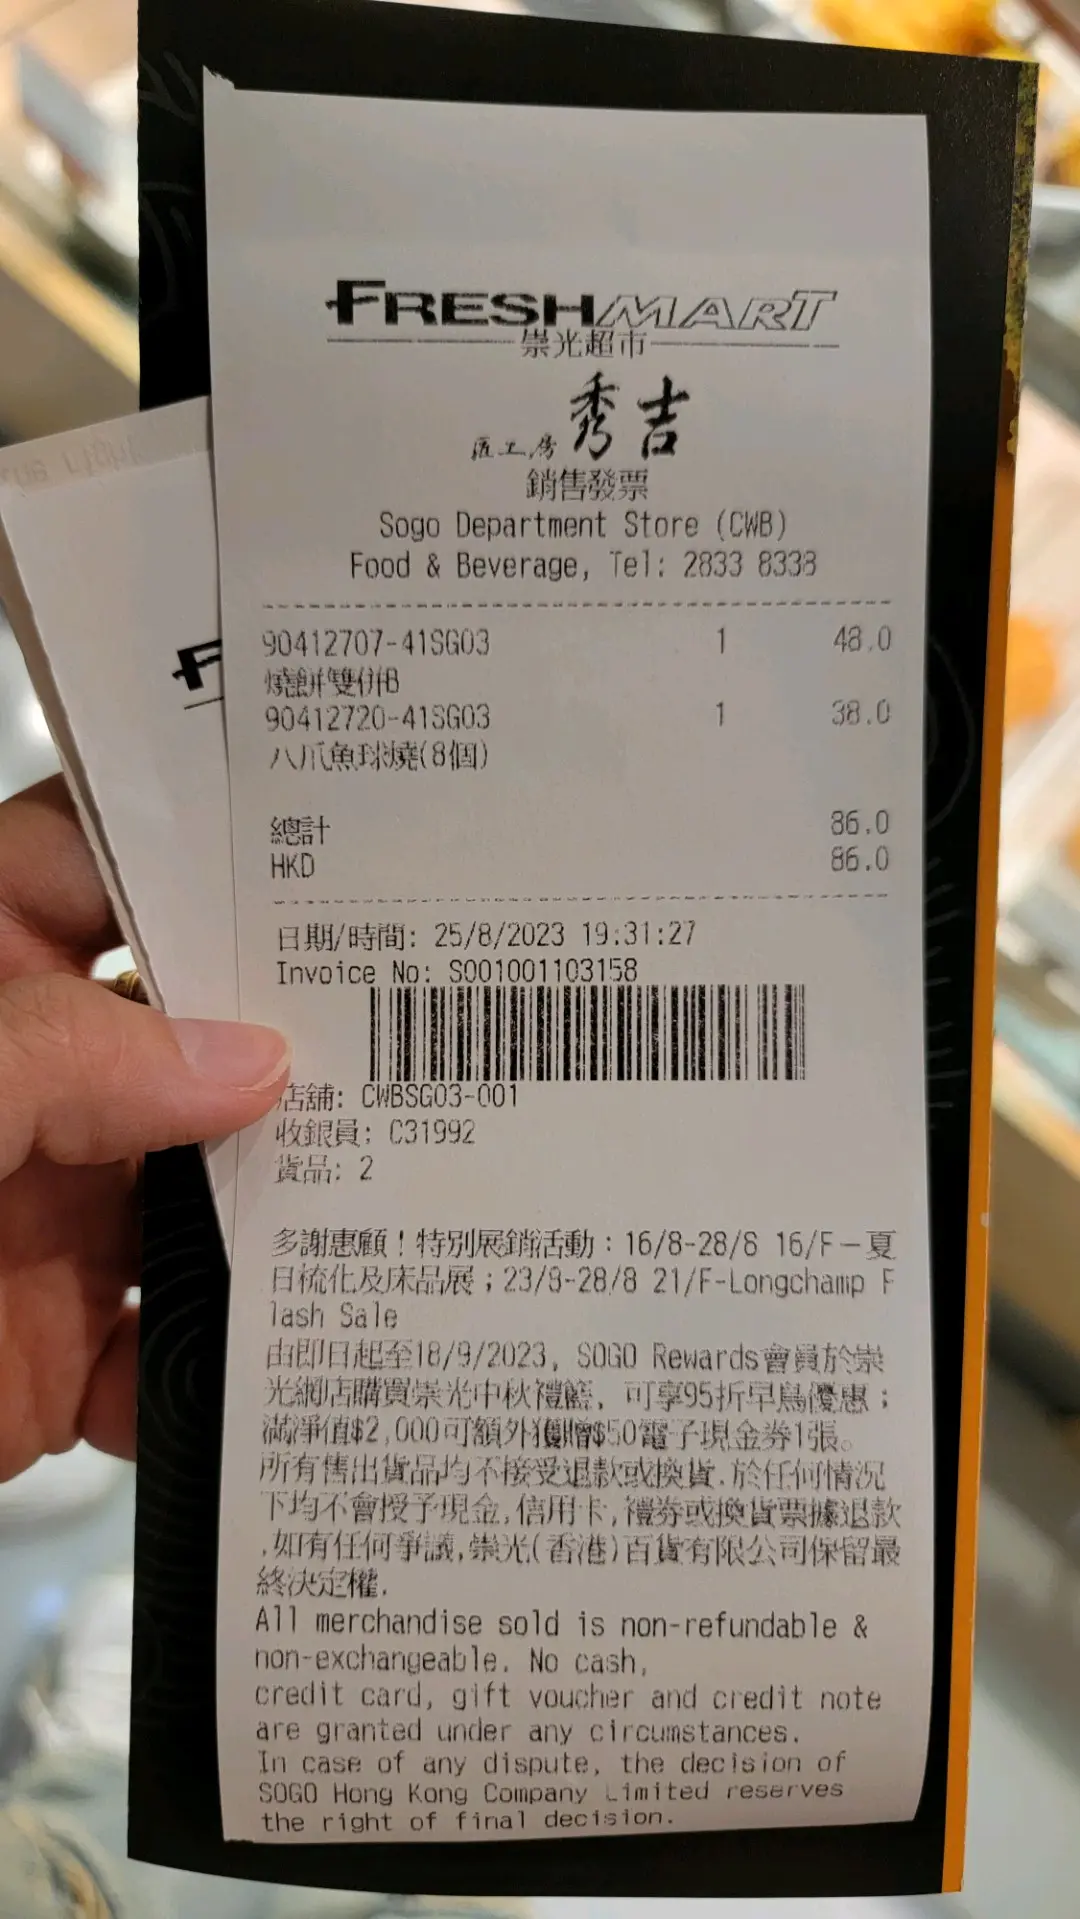 FRESHMART
崇光超市
匠工房 秀吉
銷售發票
Sogo Department Store (CWB)
Food & Beverage, Tel: 2833 8338
90412707-41SG03 1 48.0
燒餅雙併B
90412720-41SG03 1 38.0
八爪魚球燒(8個)
總計 86.0
HKD 86.0
日期/時間: 25/8/2023 19:31:27
Invoice No: S001001103158
店舖: CWBSG03-001
收銀員: C31992
貨品: 2
多謝惠顧！特別展銷活動：16/8-28/8 16/F－夏
日梳化及床品展；23/8-28/8 21/F-Longchamp F
lash Sale
由即日起至18/9/2023, SOGO Rewards會員於崇
光網店購買崇光中秋禮籃, 可享95折早鳥優惠；
滿淨值$2,000可額外獲贈$50電子現金券1張。
所有售出貨品均不接受退款或換貨.於任何情況
下均不會授予現金,信用卡,禮券或換貨票據退款
.如有任何爭議,崇光(香港)百貨有限公司保留最
終決定權.
All merchandise sold is non-refundable &
non-exchangeable. No cash,
credit card, gift voucher and credit note
are granted under any circumstances.
In case of any dispute, the decision of
SOGO Hong Kong Company Limited reserves
the right of final decision.